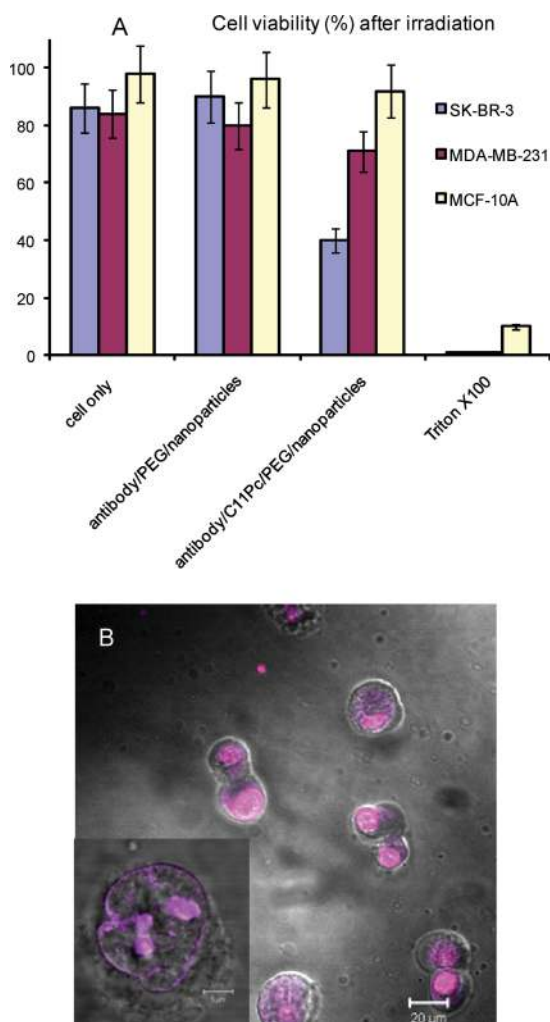 A
Cell viability (%) after irradiation
100
80
60
40
20
0
SK-BR-3
MDA-MB-231
MCF-10A
cell only
antibody/PEG/nanoparticles
antibody/C11Pc/PEG/nanoparticles
Triton X100
B
20 µm